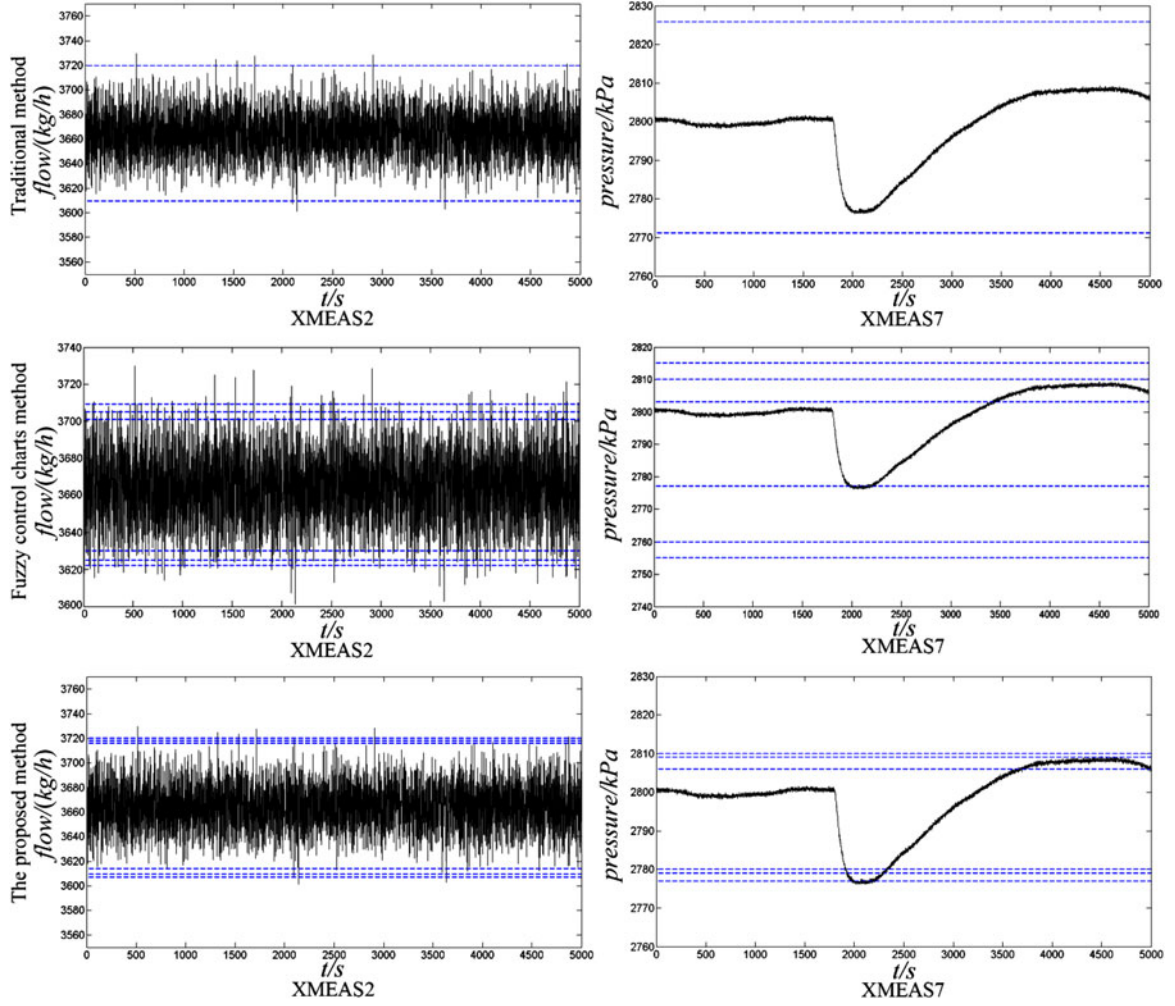 Traditional method
flow/(kg/h)
3760
3740
3720
3700
3680
3660
3640
3620
3600
3580
3560
0 500 1000 1500 2000 2500 3000 3500 4000 4500 5000
t/s
XMEAS2
pressure/kPa
2830
2820
2810
2800
2790
2780
2770
2760
0 500 1000 1500 2000 2500 3000 3500 4000 4500 5000
t/s
XMEAS7
Fuzzy control charts method
flow/(kg/h)
3740
3720
3700
3680
3660
3640
3620
3600
0 500 1000 1500 2000 2500 3000 3500 4000 4500 5000
t/s
XMEAS2
pressure/kPa
2820
2810
2800
2790
2780
2770
2760
2750
2740
0 500 1000 1500 2000 2500 3000 3500 4000 4500 5000
t/s
XMEAS7
The proposed method
flow/(kg/h)
3760
3740
3720
3700
3680
3660
3640
3620
3600
3580
3560
0 500 1000 1500 2000 2500 3000 3500 4000 4500 5000
t/s
XMEAS2
pressure/kPa
2830
2820
2810
2800
2790
2780
2770
2760
0 500 1000 1500 2000 2500 3000 3500 4000 4500 5000
t/s
XMEAS7